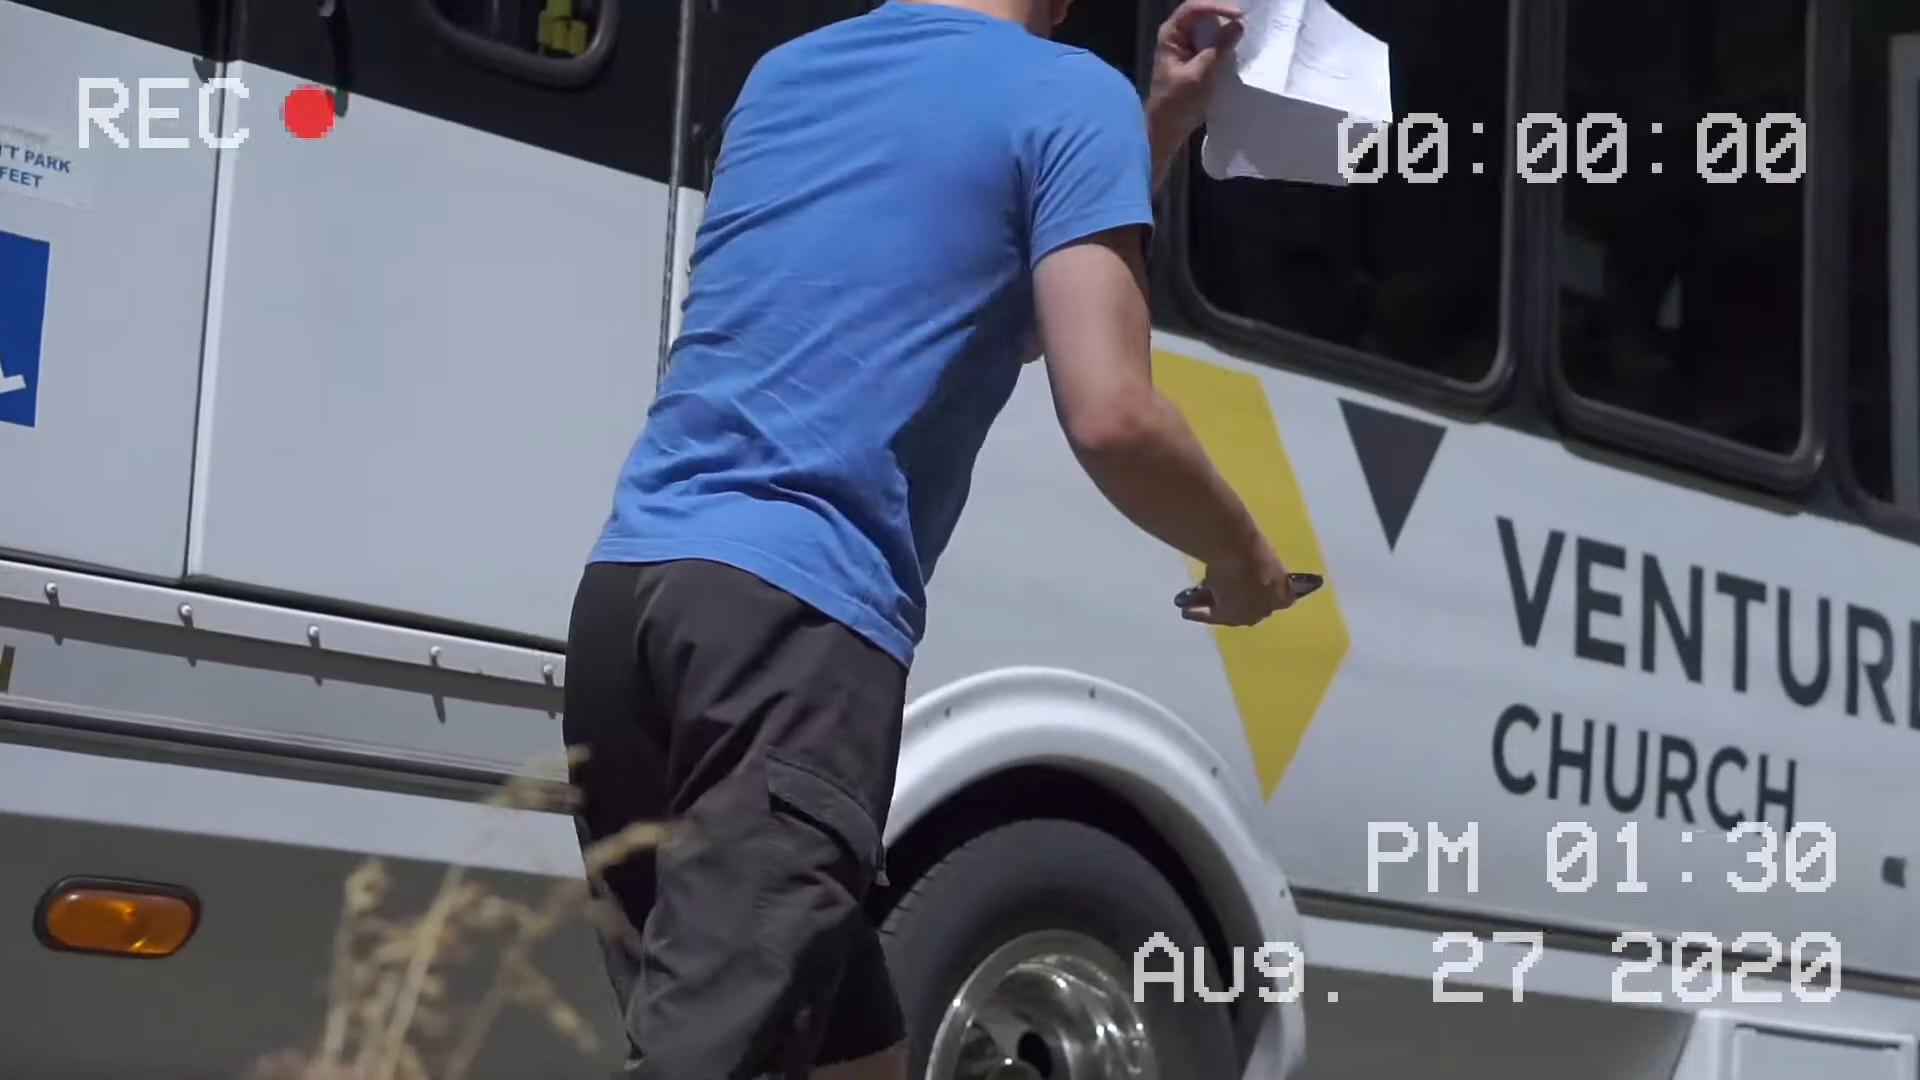 REC
00:00:00
'T PARK
FEET
VENTURE
CHURCH
PM 01:30
AUG. 27 2020